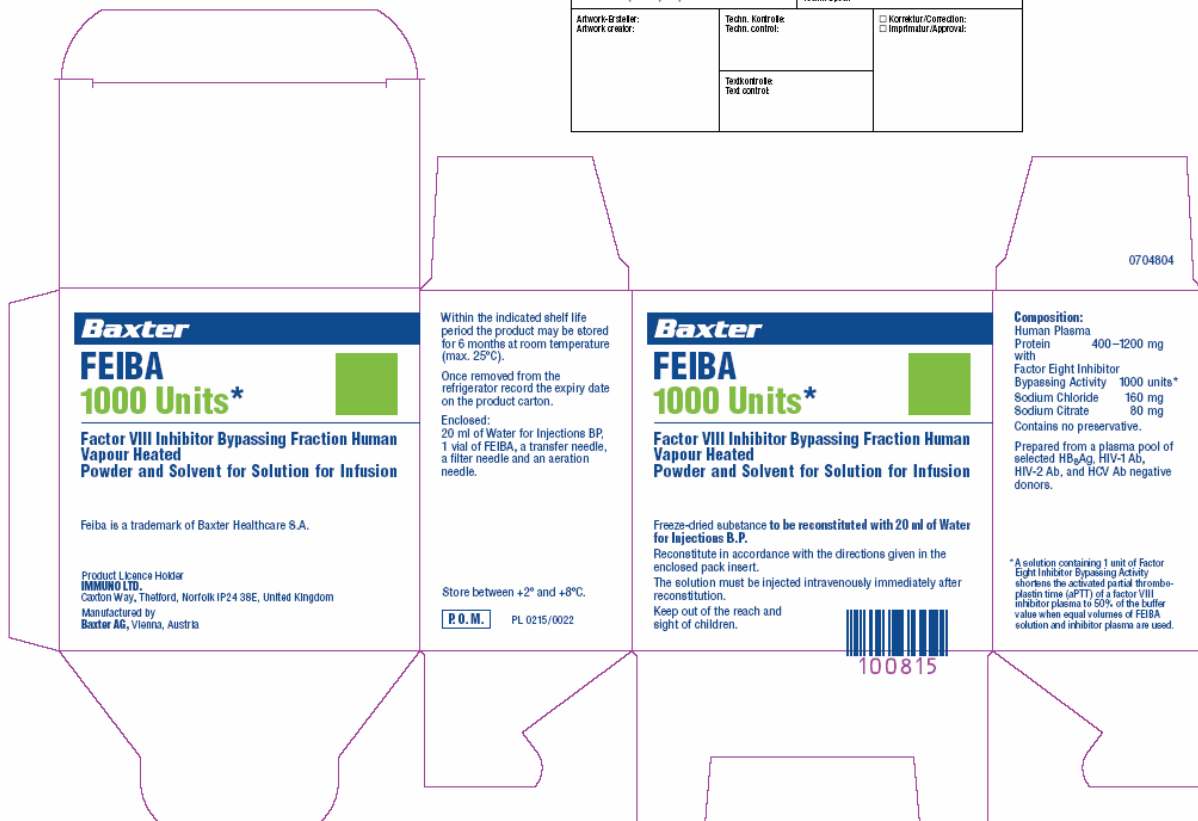 Artwork-Ersteller:
Artwork creator:
Techn. Kontrolle:
Techn. control:
Textkontrolle:
Text control:
☐ Korrektur/Correction:
☐ Imprimatur/Approval:
Baxter
FEIBA
1000 Units*
Factor VIII Inhibitor Bypassing Fraction Human
Vapour Heated
Powder and Solvent for Solution for Infusion
Feiba is a trademark of Baxter Healthcare S.A.
Product Licence Holder
IMMUNO LTD.
Caxton Way, Thetford, Norfolk IP24 3SE, United Kingdom
Manufactured by
Baxter AG, Vienna, Austria
Within the indicated shelf life
period the product may be stored
for 6 months at room temperature
(max. 25°C).
Once removed from the
refrigerator record the expiry date
on the product carton.
Enclosed:
20 ml of Water for Injections BP,
1 vial of FEIBA, a transfer needle,
a filter needle and an aeration
needle.
Store between +2° and +8°C.
P.O.M. PL 0215/0022
Baxter
FEIBA
1000 Units*
Factor VIII Inhibitor Bypassing Fraction Human
Vapour Heated
Powder and Solvent for Solution for Infusion
Freeze-dried substance to be reconstituted with 20 ml of Water
for Injections B.P.
Reconstitute in accordance with the directions given in the
enclosed pack insert.
The solution must be injected intravenously immediately after
reconstitution.
Keep out of the reach and
sight of children.
100815
0704804
Composition:
Human Plasma
Protein 400–1200 mg
with
Factor Eight Inhibitor
Bypassing Activity 1000 units*
Sodium Chloride 160 mg
Sodium Citrate 80 mg
Contains no preservative.
Prepared from a plasma pool of
selected HBsAg, HIV-1 Ab,
HIV-2 Ab, and HCV Ab negative
donors.
*A solution containing 1 unit of Factor
Eight Inhibitor Bypassing Activity
shortens the activated partial thrombo-
plastin time (aPTT) of a factor VIII
inhibitor plasma to 50% of the buffer
value when equal volumes of FEIBA
solution and inhibitor plasma are used.